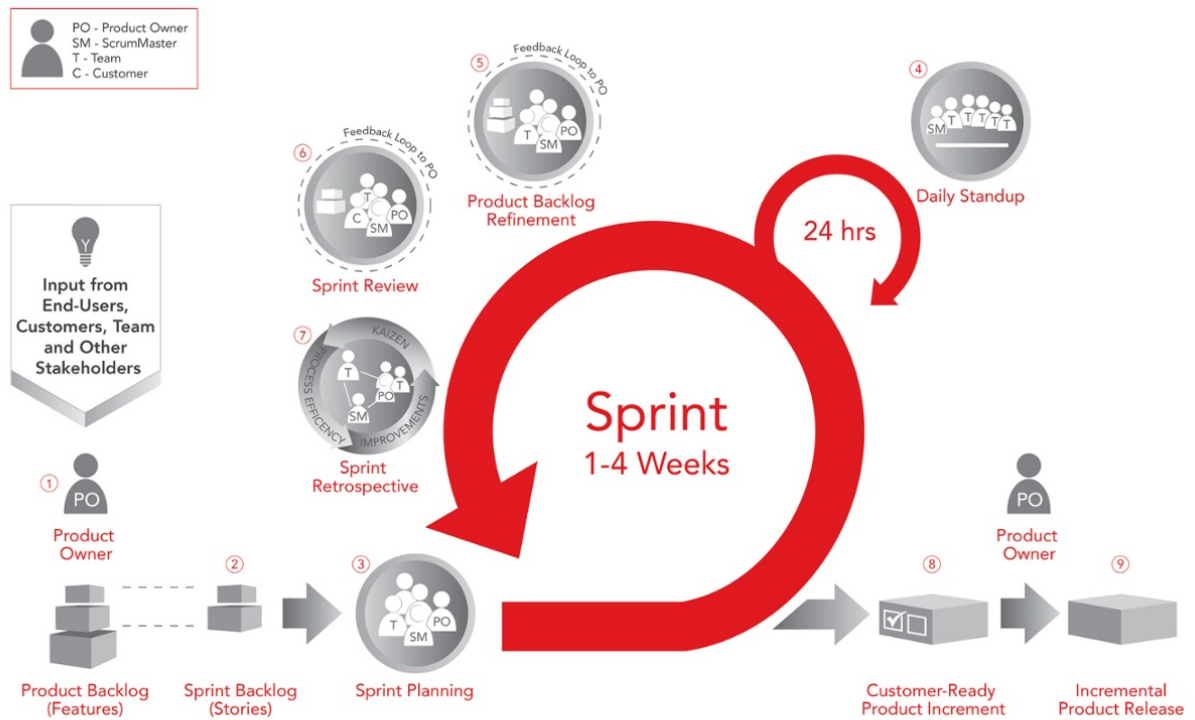 PO - Product Owner
SM - ScrumMaster
T - Team
C - Customer
Y
Input from
End-Users,
Customers, Team
and Other
Stakeholders
1
PO
Product
Owner
Product Backlog
(Features)
2
Sprint Backlog
(Stories)
3
T
SM
PO
Sprint Planning
4
SM
T
T
T
T
T
Daily Standup
24 hrs
5
Feedback Loop to PO
T
SM
PO
Product Backlog
Refinement
6
Feedback Loop to PO
T
C
SM
PO
Sprint Review
7
KAIZEN
PROCESS EFFICENCY
IMPROVEMENTS
T
T
PO
SM
Sprint
Retrospective
Sprint
1-4 Weeks
8
Customer-Ready
Product Increment
PO
Product
Owner
9
Incremental
Product Release